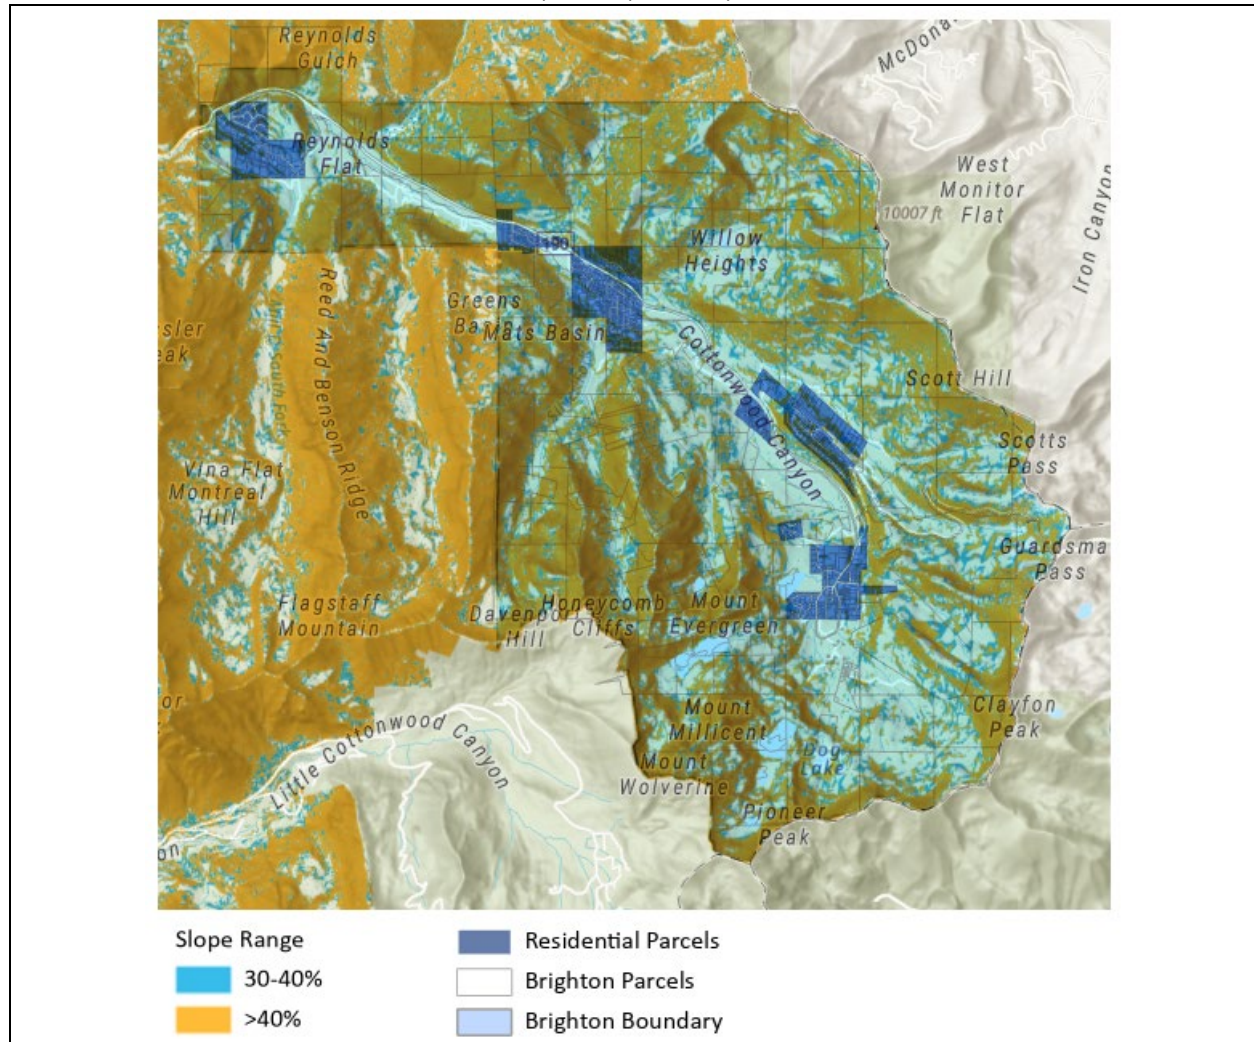 Reynolds
Gulch
McDona
Reynolds
Flat
West
Monitor
Flat
10007 ft
Iron Canyon
190
Willow
Heights
Greens
Mats Basin
Reed And Benson Ridge
Cottonwood Canyon
Scott Hill
Scotts
Pass
Vina Flat
Montreal
Hill
Guardsma
Pass
Flagstaff
Mountain
Davenpor
Hill
Honeycomb
Cliffs
Mount
Evergreen
Mount
Millicent
Clayton
Peak
Dog
Lake
Mount
Wolverine
Pioneer
Peak
Little Cottonwood Canyon
on
Slope Range
30-40%
>40%
Residential Parcels
Brighton Parcels
Brighton Boundary